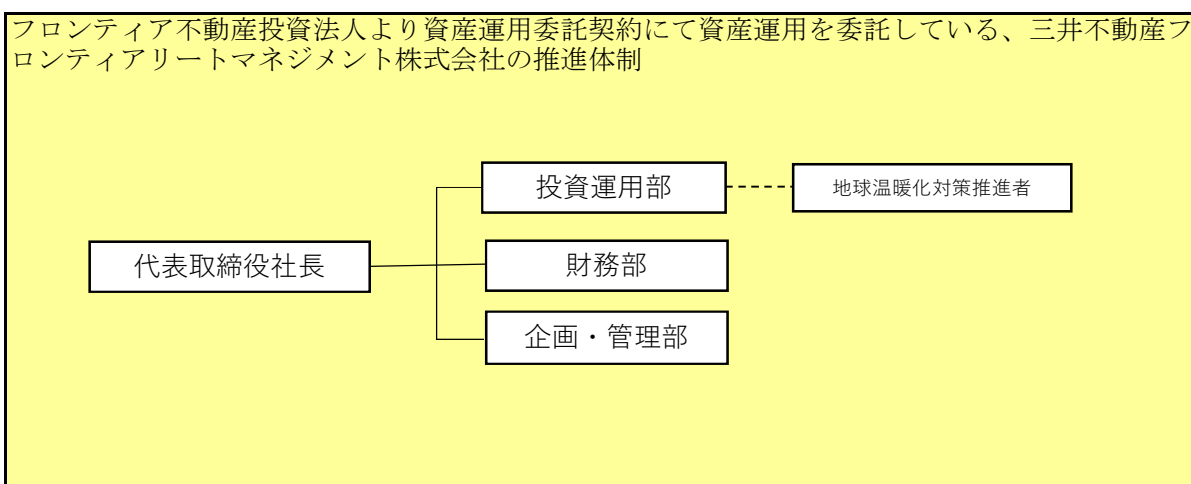 フロンティア不動産投資法人より資産運用委託契約にて資産運用を委託している、三井不動産フ
ロンティアリートマネジメント株式会社の推進体制
投資運用部
地球温暖化対策推進者
代表取締役社長
財務部
企画・管理部